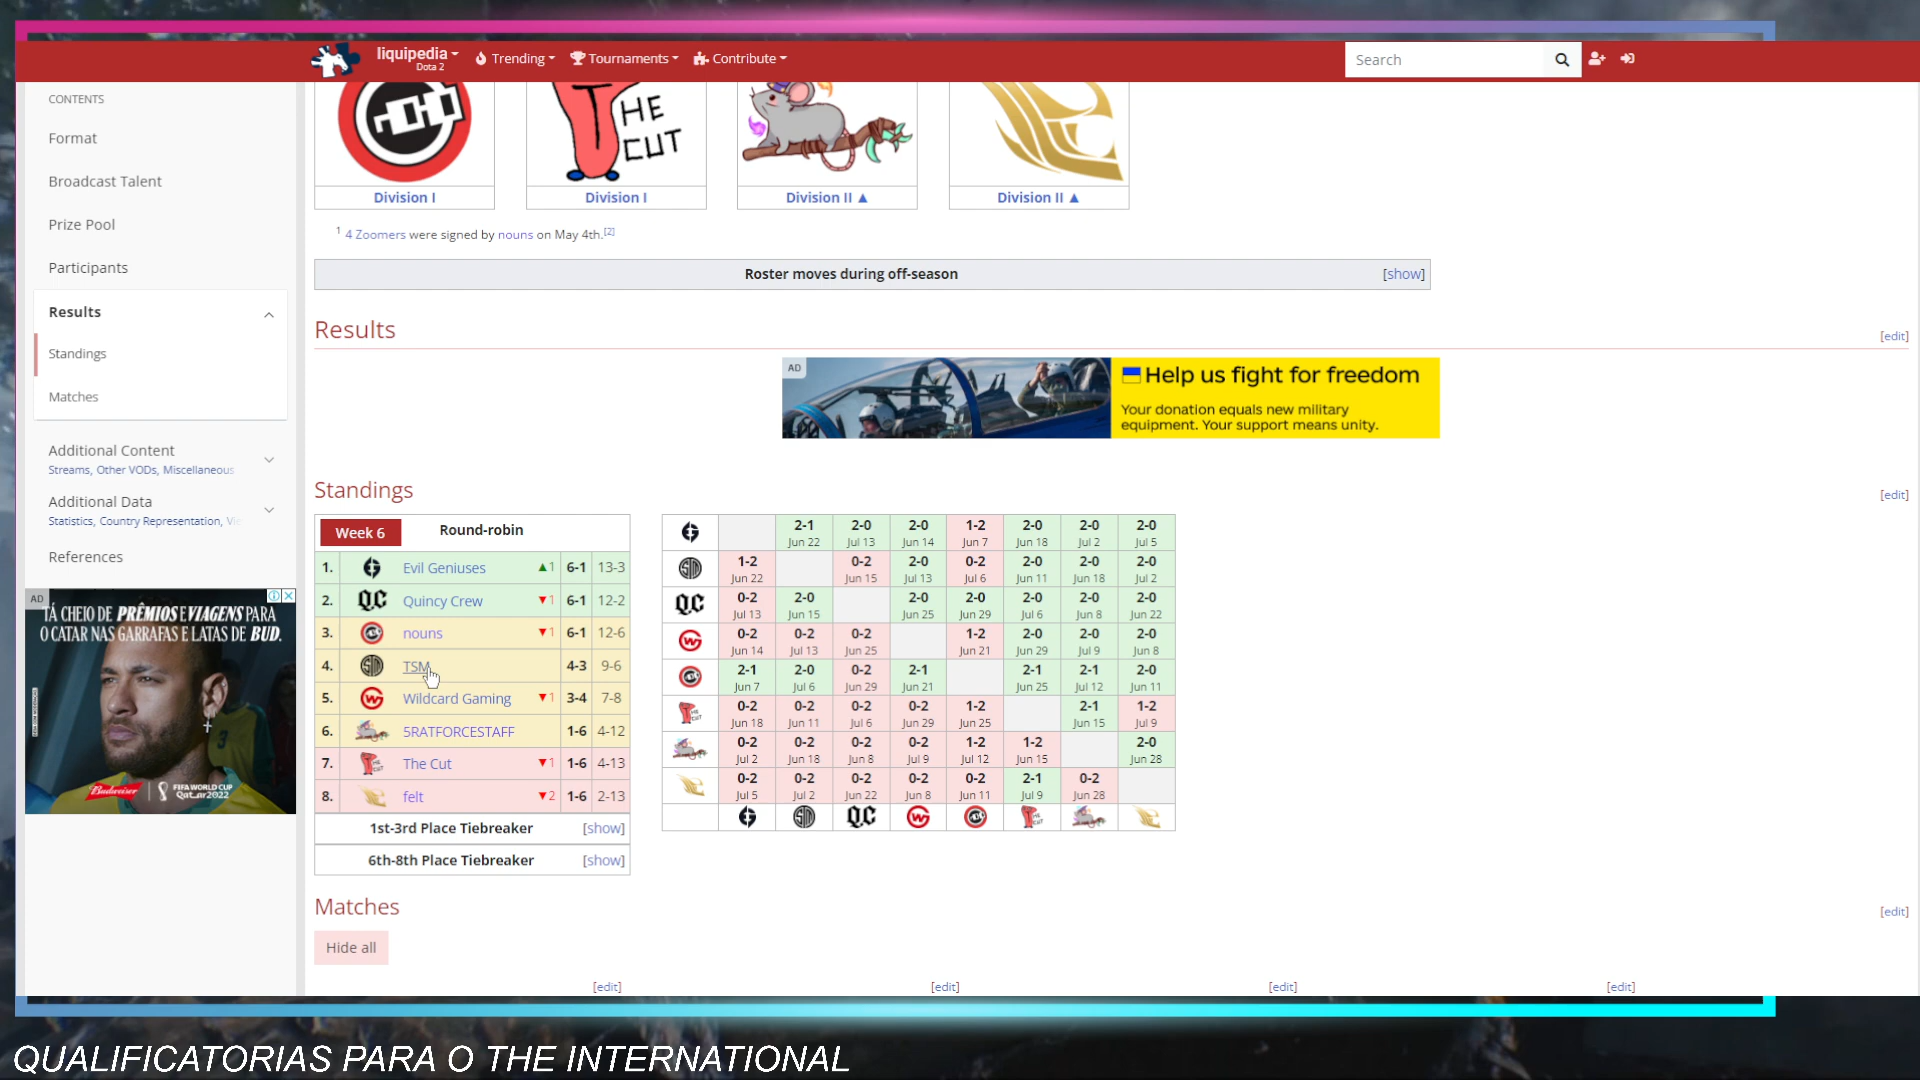 liquipedia
Dota 2
Trending
Tournaments
Contribute
Search
CONTENTS
Format
Broadcast Talent
Prize Pool
Participants
Results
Standings
Matches
Additional Content
Streams, Other VODs, Miscellaneous
Additional Data
Statistics, Country Representation,
References
AD
TÁ CHEIO DE PRÊMIOS E VIAGENS PARA
O CATAR NAS GARRAFAS E LATAS DE BUD.
Budweiser
FIFA WORLD CUP
Qatar2022
HE
CUT
Division I
Division I
Division II ▲
Division II ▲
1 4 Zoomers were signed by nouns on May 4th.[2]
Roster moves during off-season [show]
Results [edit]
AD
Help us fight for freedom
Your donation equals new military
equipment. Your support means unity.
Standings [edit]
Week 6 Round-robin
1. Evil Geniuses ▲1 6-1 13-3
2. QC Quincy Crew ▼1 6-1 12-2
3. nouns ▼1 6-1 12-6
4. TSM 4-3 9-6
5. Wildcard Gaming ▼1 3-4 7-8
6. 5RATFORCESTAFF 1-6 4-12
7. The Cut ▼1 1-6 4-13
8. felt ▼2 1-6 2-13
1st-3rd Place Tiebreaker [show]
6th-8th Place Tiebreaker [show]
2-1 2-0 2-0 1-2 2-0 2-0 2-0
Jun 22 Jul 13 Jun 14 Jun 7 Jun 18 Jul 2 Jul 5
1-2 0-2 2-0 0-2 2-0 2-0 2-0
Jun 22 Jun 15 Jul 13 Jul 6 Jun 11 Jun 18 Jul 2
QC 0-2 2-0 2-0 2-0 2-0 2-0 2-0
Jul 13 Jun 15 Jun 25 Jun 29 Jul 6 Jun 8 Jun 22
0-2 0-2 0-2 1-2 2-0 2-0 2-0
Jun 14 Jul 13 Jun 25 Jun 21 Jun 29 Jul 9 Jun 8
2-1 2-0 0-2 2-1 2-1 2-1 2-0
Jun 7 Jul 6 Jun 29 Jun 21 Jun 25 Jul 12 Jun 11
0-2 0-2 0-2 0-2 1-2 2-1 1-2
Jun 18 Jun 11 Jul 6 Jun 29 Jun 25 Jun 15 Jul 9
0-2 0-2 0-2 0-2 1-2 1-2 2-0
Jul 2 Jun 18 Jun 8 Jul 9 Jul 12 Jun 15 Jun 28
0-2 0-2 0-2 0-2 0-2 2-1 0-2
Jul 5 Jul 2 Jun 22 Jun 8 Jun 11 Jul 9 Jun 28
QC
Matches [edit]
Hide all
[edit] [edit] [edit] [edit]
QUALIFICATORIAS PARA O THE INTERNATIONAL